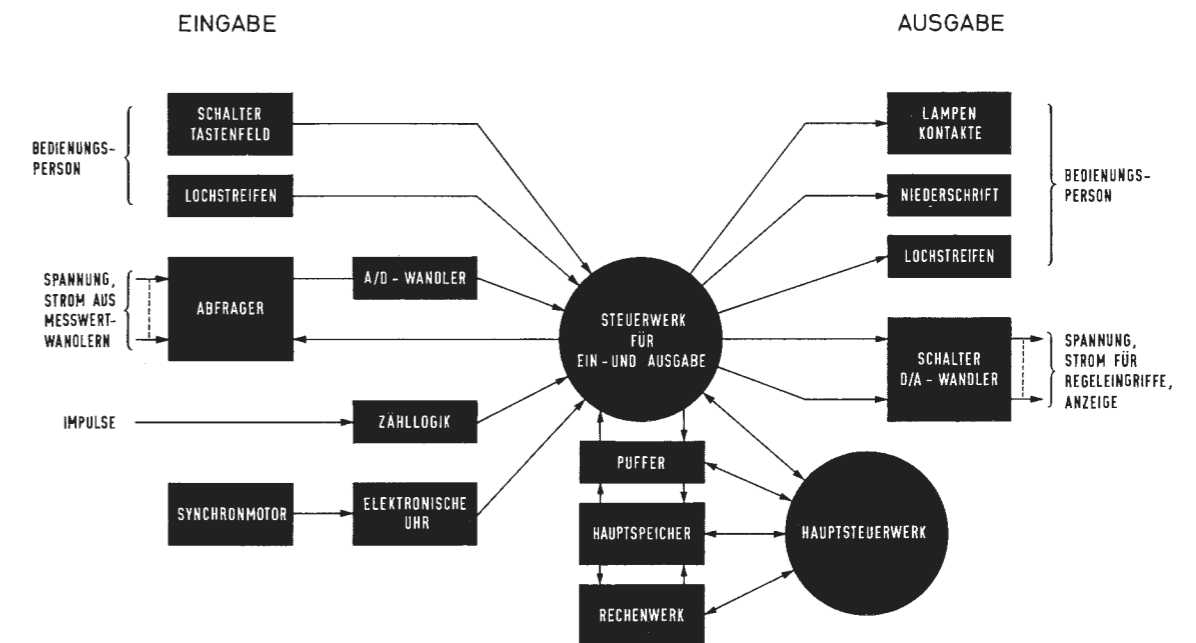 EINGABE
AUSGABE
BEDIENUNGS-
PERSON
SCHALTER
TASTENFELD
LOCHSTREIFEN
SPANNUNG,
STROM AUS
MESSWERT-
WANDLERN
ABFRAGER
A/D - WANDLER
IMPULSE
ZÄHLLOGIK
SYNCHRONMOTOR
ELEKTRONISCHE
UHR
STEUERWERK
FÜR
EIN - UND AUSGABE
PUFFER
HAUPTSPEICHER
RECHENWERK
HAUPTSTEUERWERK
LAMPEN
KONTAKTE
NIEDERSCHRIFT
LOCHSTREIFEN
BEDIENUNGS-
PERSON
SCHALTER
D/A - WANDLER
SPANNUNG,
STROM FÜR
REGELEINGRIFFE,
ANZEIGE